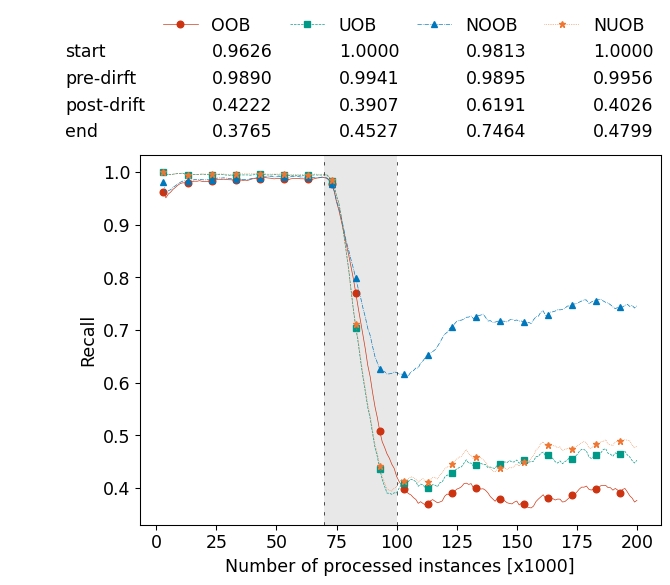 OOB UOB NOOB NUOB
start 0.9626 1.0000 0.9813 1.0000
pre-dirft 0.9890 0.9941 0.9895 0.9956
post-drift 0.4222 0.3907 0.6191 0.4026
end 0.3765 0.4527 0.7464 0.4799
1.0
0.9
0.8
0.7
0.6
0.5
0.4
Recall
0 25 50 75 100 125 150 175 200
Number of processed instances [x1000]